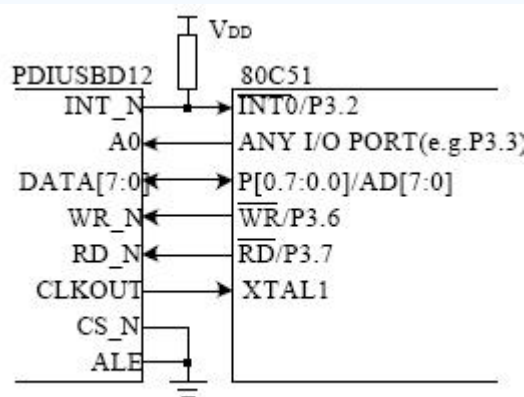 VDD
PDIUSBD12 80C51
INT_N INT0/P3.2
A0 ANY I/O PORT(e.g.P3.3)
DATA[7:0] P[0.7:0.0]/AD[7:0]
WR_N WR/P3.6
RD_N RD/P3.7
CLKOUT XTAL1
CS_N
ALE